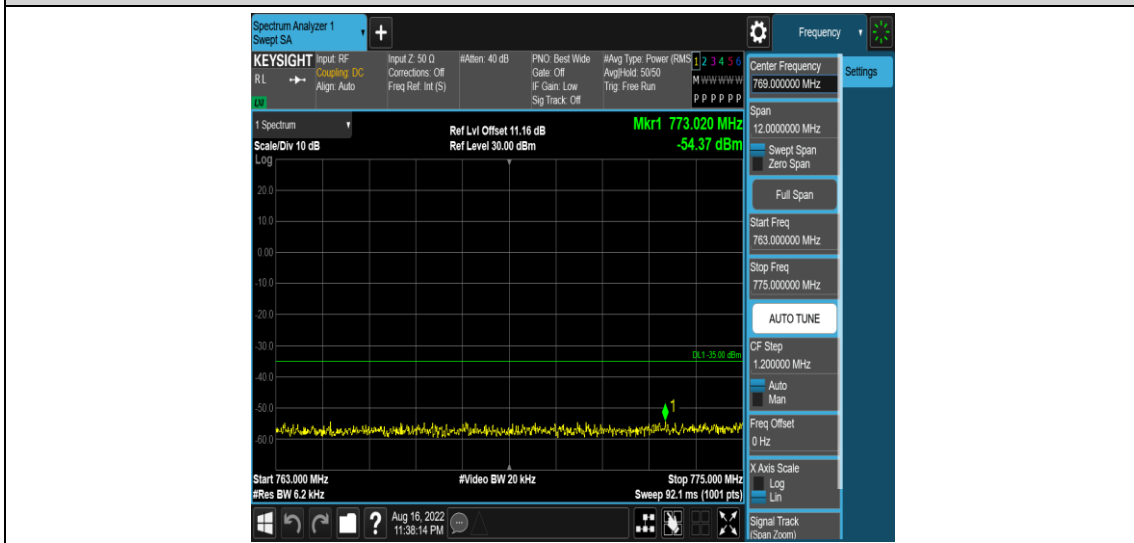 Spectrum Analyzer 1
Swept SA
+
Frequency
KEYSIGHT
RL
LXI
Input: RF
Coupling: DC
Align: Auto
Input Z: 50 Ω
Corrections: Off
Freq Ref: Int (S)
#Atten: 40 dB
PNO: Best Wide
Gate: Off
IF Gain: Low
Sig Track: Off
#Avg Type: Power (RMS
Avg|Hold: 50/50
Trig: Free Run
1 2 3 4 5 6
M W W W W W
P P P P P P
1 Spectrum
Scale/Div 10 dB
Ref Lvl Offset 11.16 dB
Ref Level 30.00 dBm
Mkr1 773.020 MHz
-54.37 dBm
Log
20.0
10.0
0.00
-10.0
-20.0
-30.0
DL1 -35.00 dBm
-40.0
-50.0
1
-60.0
Start 763.000 MHz
#Res BW 6.2 kHz
#Video BW 20 kHz
Stop 775.000 MHz
Sweep 92.1 ms (1001 pts)
Center Frequency
769.000000 MHz
Settings
Span
12.0000000 MHz
Swept Span
Zero Span
Full Span
Start Freq
763.000000 MHz
Stop Freq
775.000000 MHz
AUTO TUNE
CF Step
1.200000 MHz
Auto
Man
Freq Offset
0 Hz
X Axis Scale
Log
Lin
Signal Track
(Span Zoom)
?
Aug 16, 2022
11:38:14 PM